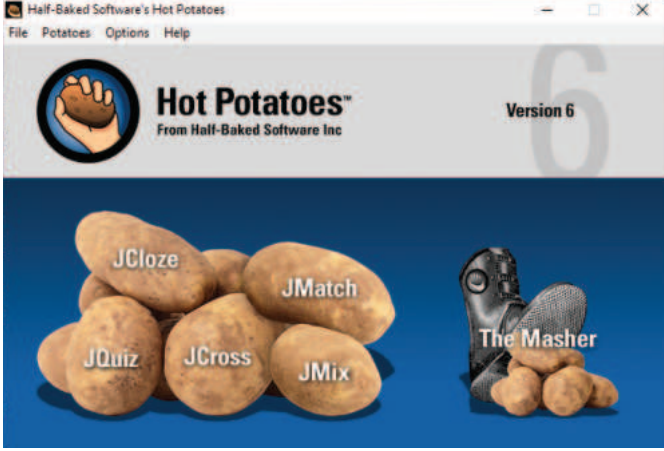 Half-Baked Software's Hot Potatoes
File Potatoes Options Help
Hot Potatoes™
From Half-Baked Software Inc
Version 6
6
JCloze
JMatch
JQuiz
JCross
JMix
The Masher